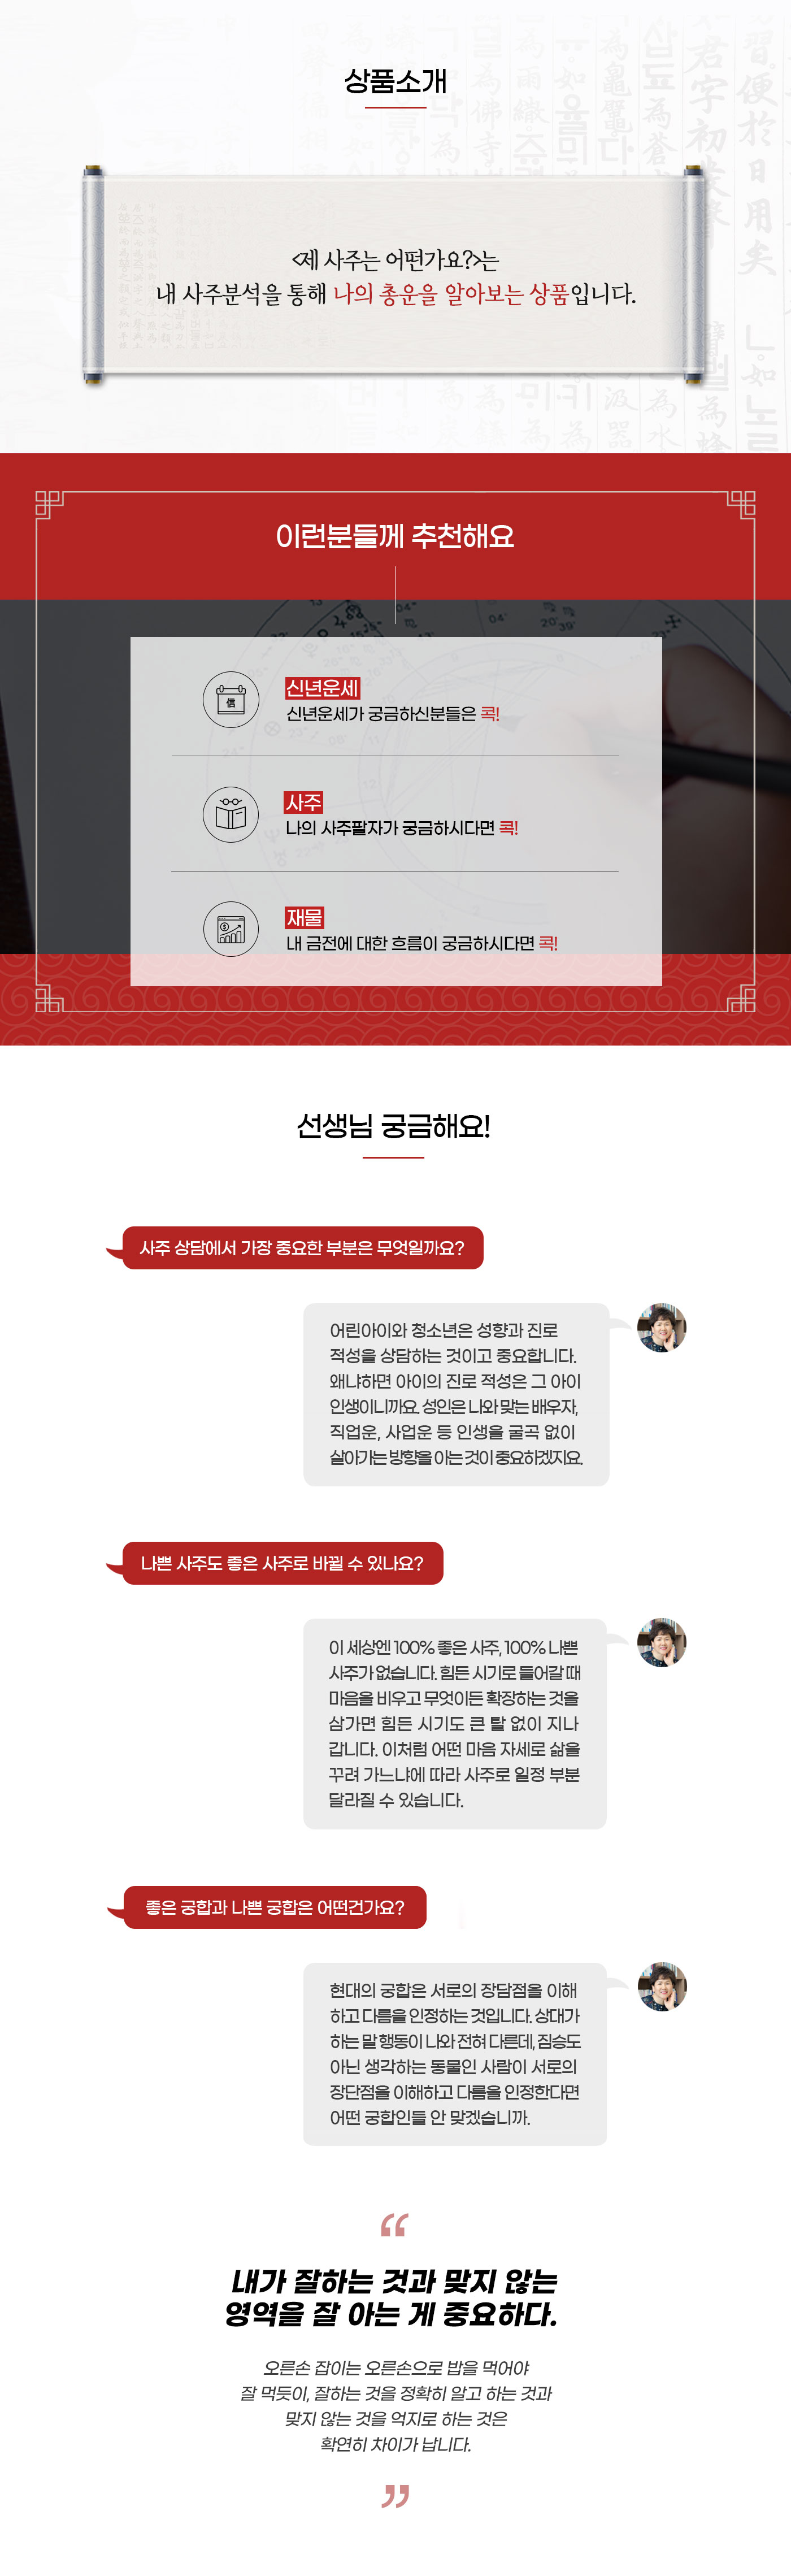 상품소개
<제 사주는 어떤가요?>는
내 사주분석을 통해 나의 총운을 알아보는 상품입니다.
이런분들께 추천해요
신년운세
신년운세가 궁금하신분들은 콕!
사주
나의 사주팔자가 궁금하시다면 콕!
재물
내 금전에 대한 흐름이 궁금하시다면 콕!
선생님 궁금해요!
사주 상담에서 가장 중요한 부분은 무엇일까요?
어린아이와 청소년은 성향과 진로
적성을 상담하는 것이고 중요합니다.
왜냐하면 아이의 진로 적성은 그 아이
인생이니까요. 성인은 나와 맞는 배우자,
직업운, 사업운 등 인생을 굴곡 없이
살아가는 방향을 아는 것이 중요하겠지요.
나쁜 사주도 좋은 사주로 바뀔 수 있나요?
이 세상엔 100% 좋은 사주, 100% 나쁜
사주가 없습니다. 힘든 시기로 들어갈 때
마음을 비우고 무엇이든 확장하는 것을
삼가면 힘든 시기도 큰 탈 없이 지나
갑니다. 이처럼 어떤 마음 자세로 삶을
꾸려 가느냐에 따라 사주로 일정 부분
달라질 수 있습니다.
좋은 궁합과 나쁜 궁합은 어떤건가요?
현대의 궁합은 서로의 장담점을 이해
하고 다름을 인정하는 것입니다. 상대가
하는 말 행동이 나와 전혀 다른데, 짐승도
아닌 생각하는 동물인 사람이 서로의
장단점을 이해하고 다름을 인정한다면
어떤 궁합인들 안 맞겠습니까.
“
내가 잘하는 것과 맞지 않는
영역을 잘 아는 게 중요하다.
오른손 잡이는 오른손으로 밥을 먹어야
잘 먹듯이, 잘하는 것을 정확히 알고 하는 것과
맞지 않는 것을 억지로 하는 것은
확연히 차이가 납니다.
”